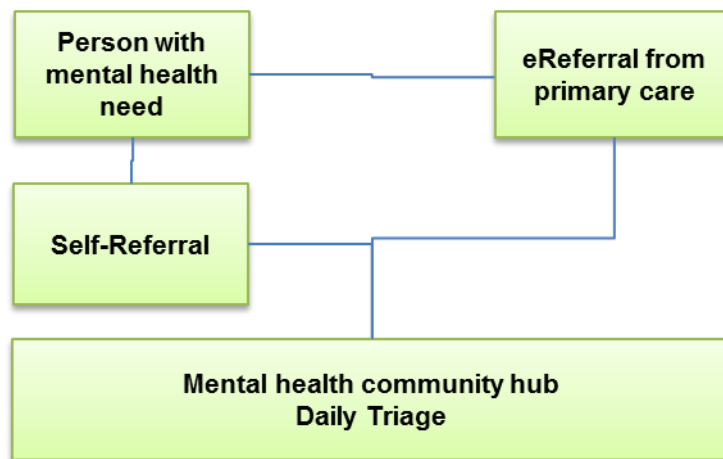 Person with
mental health
need
eReferral from
primary care
Self-Referral
Mental health community hub
Daily Triage